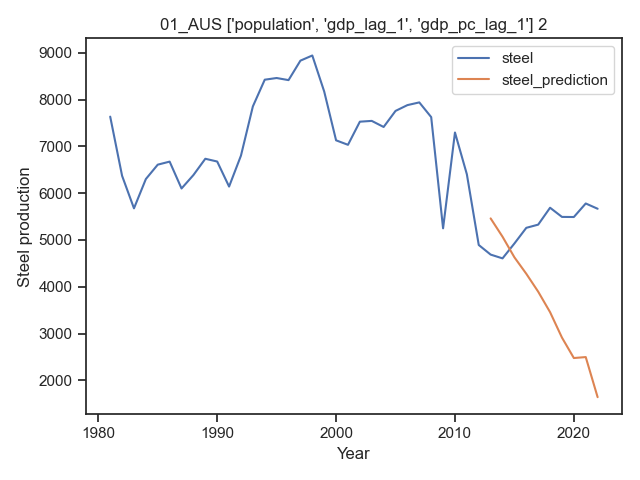 01_AUS ['population', 'gdp_lag_1', 'gdp_pc_lag_1'] 2
steel
steel_prediction
9000
8000
7000
6000
5000
4000
3000
2000
Steel production
1980
1990
2000
2010
2020
Year